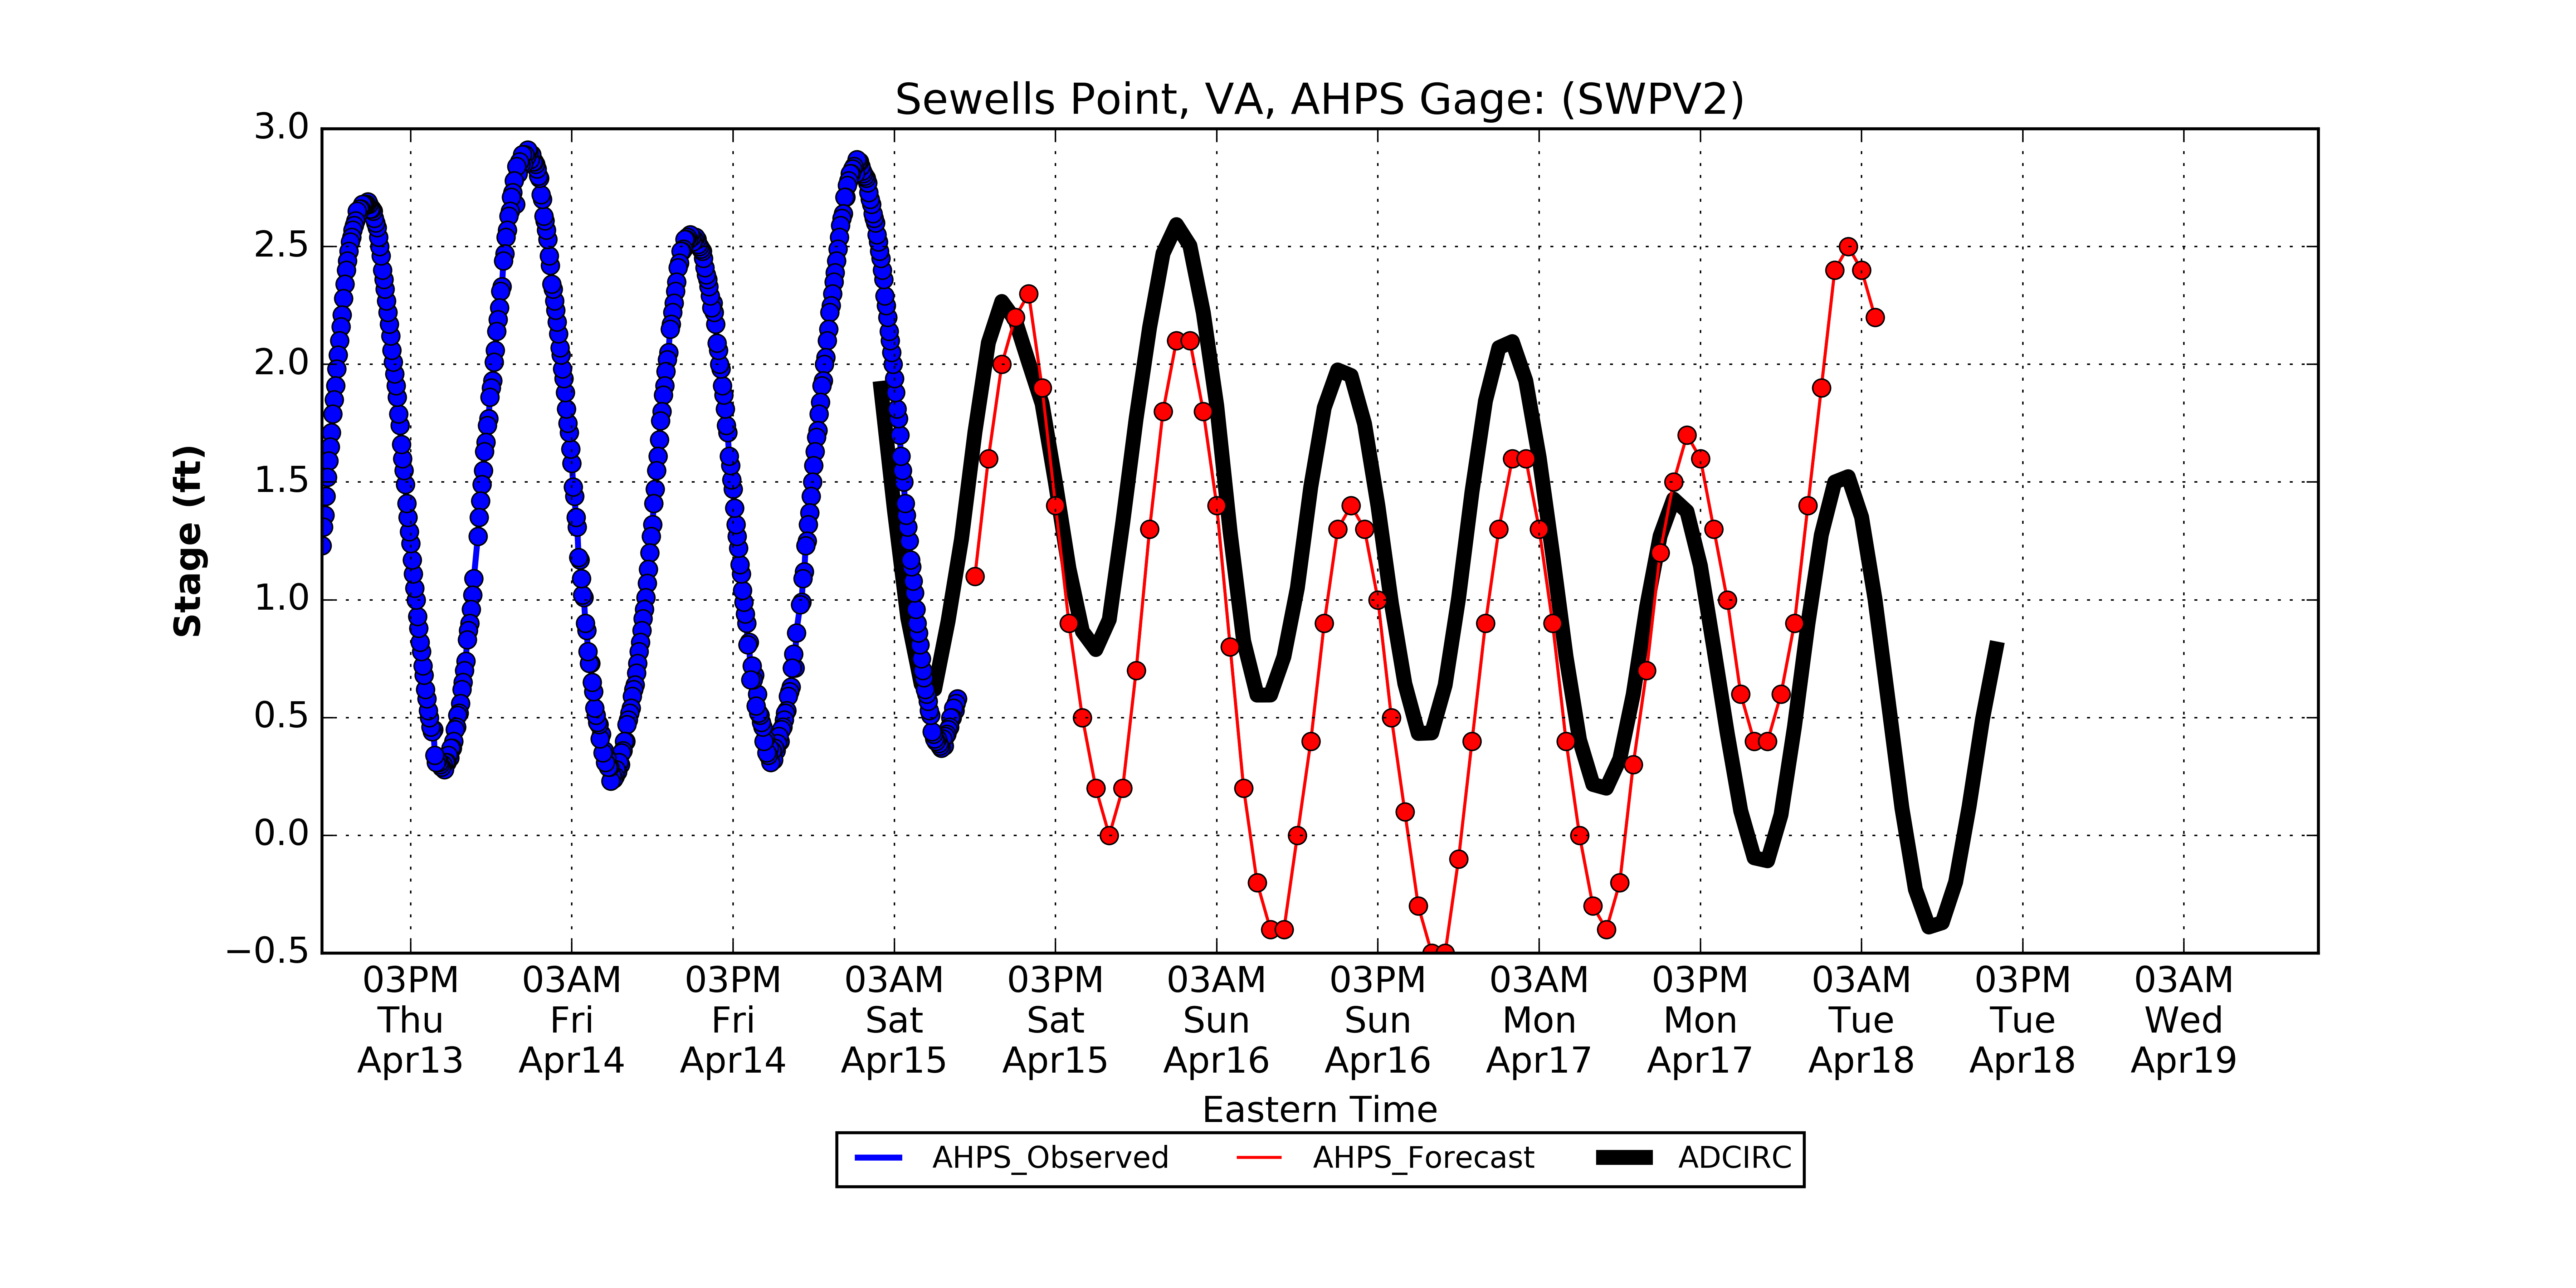 Sewells Point, VA, AHPS Gage: (SWPV2)
Stage (ft)
3.0
2.5
2.0
1.5
1.0
0.5
0.0
−0.5
03PM 03AM 03PM 03AM 03PM 03AM 03PM 03AM 03PM 03AM 03PM 03AM
Thu Fri Fri Sat Sat Sun Sun Mon Mon Tue Tue Wed
Apr13 Apr14 Apr14 Apr15 Apr15 Apr16 Apr16 Apr17 Apr17 Apr18 Apr18 Apr19
Eastern Time
AHPS_Observed AHPS_Forecast ADCIRC